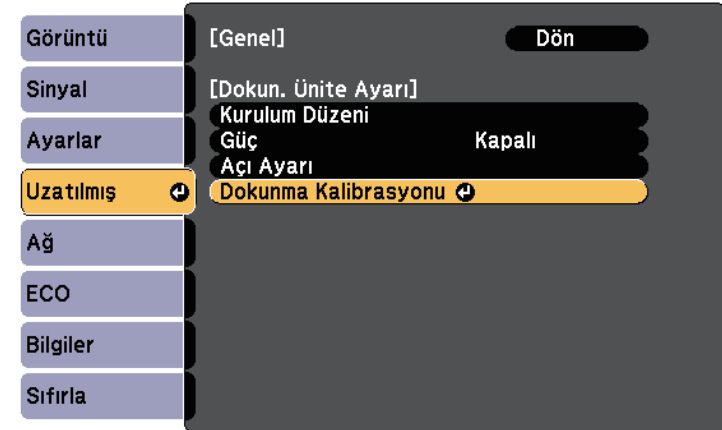 Görüntü
Sinyal
Ayarlar
Uzatılmış
Ağ
ECO
Bilgiler
Sıfırla
[Genel] Dön
[Dokun. Ünite Ayarı]
Kurulum Düzeni
Güç Kapalı
Açı Ayarı
Dokunma Kalibrasyonu